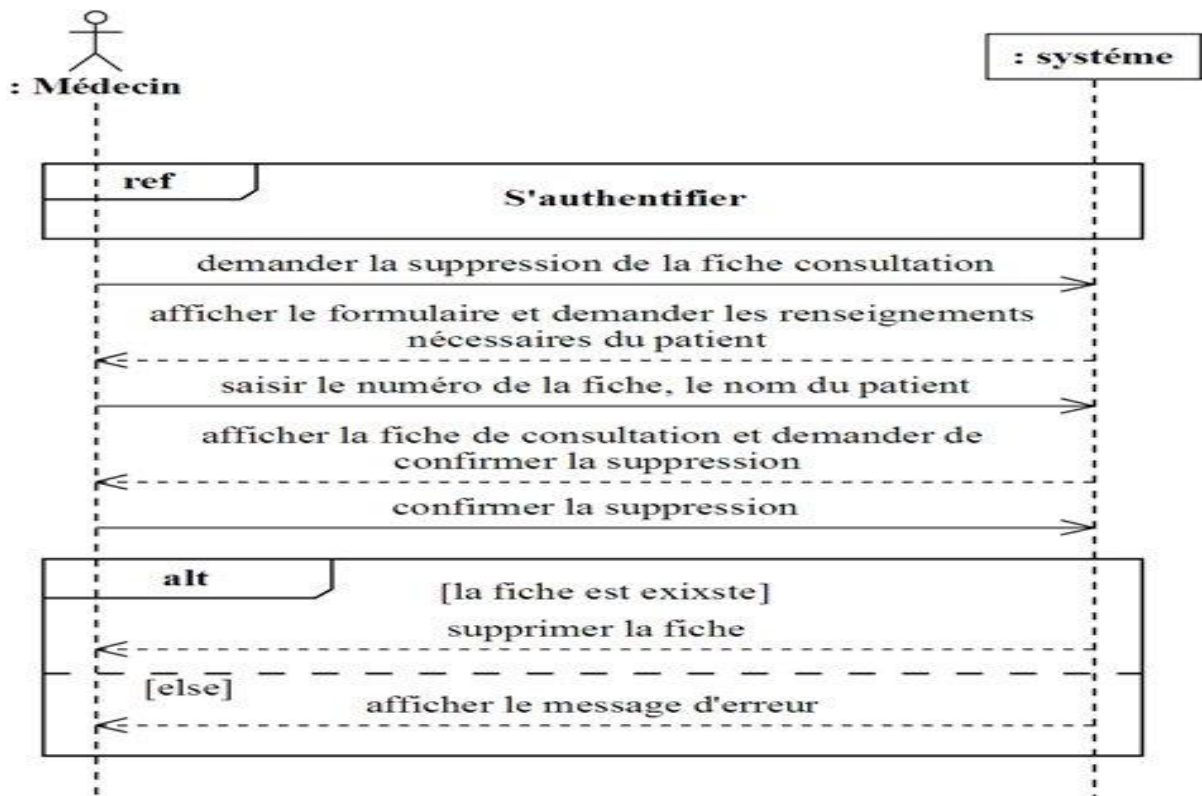 : Médecin
: systéme
ref
S'authentifier
demander la suppression de la fiche consultation
afficher le formulaire et demander les renseignements
nécessaires du patient
saisir le numéro de la fiche, le nom du patient
afficher la fiche de consultation et demander de
confirmer la suppression
confirmer la suppression
alt
[la fiche est exixste]
supprimer la fiche
[else]
afficher le message d'erreur